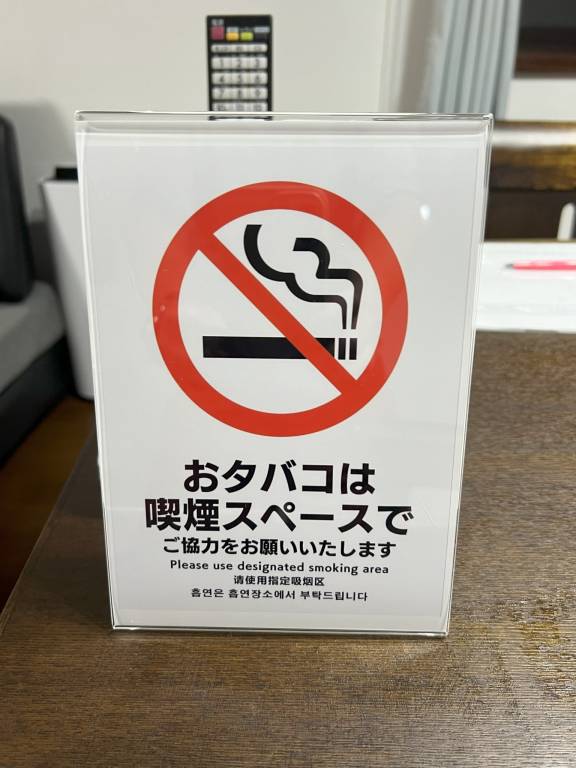 おタバコは
喫煙スペースで
ご協力をお願いいたします
Please use designated smoking area
请使用指定吸烟区
흡연은 흡연장소에서 부탁드립니다